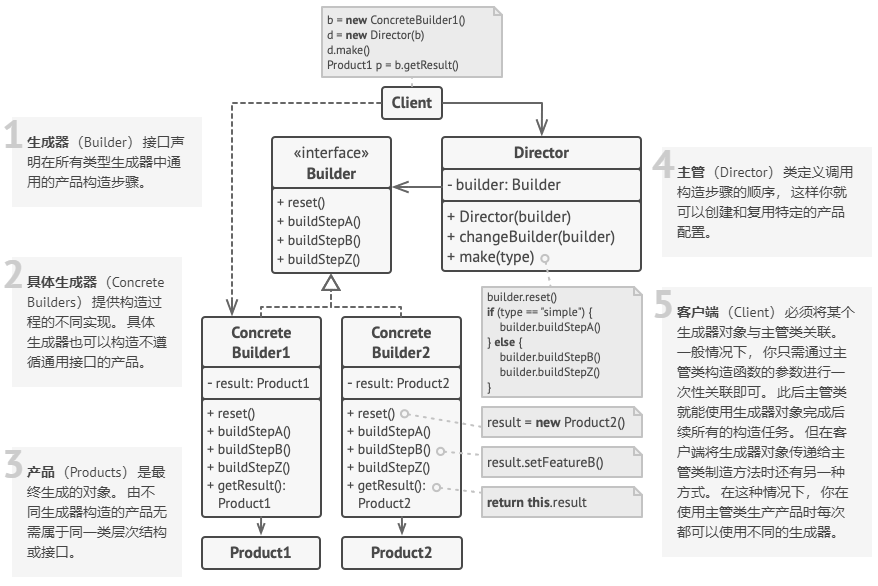 b = new ConcreteBuilder1()
d = new Director(b)
d.make()
Product1 p = b.getResult()
Client
1
生成器（Builder）接口声
明在所有类型生成器中通
用的产品构造步骤。
«interface»
Builder
+ reset()
+ buildStepA()
+ buildStepB()
+ buildStepZ()
Director
- builder: Builder
+ Director(builder)
+ changeBuilder(builder)
+ make(type)
4
主管（Director）类定义调用
构造步骤的顺序，这样你就
可以创建和复用特定的产品
配置。
2
具体生成器（Concrete
Builders）提供构造过
程的不同实现。具体
生成器也可以构造不遵
循通用接口的产品。
builder.reset()
if (type == "simple") {
builder.buildStepA()
} else {
builder.buildStepB()
builder.buildStepZ()
}
5
客户端（Client）必须将某个
生成器对象与主管类关联。
一般情况下，你只需通过主管
类构造函数的参数进行一
次性关联即可。此后主管类
就能使用生成器对象完成后
续所有的构造任务。但在客
户端将生成器对象传递给主
管类制造方法时还有另一种
方式。在这种情况下，你在
使用主管类生产产品时每次
都可以使用不同的生成器。
Concrete
Builder1
- result: Product1
+ reset()
+ buildStepA()
+ buildStepB()
+ buildStepZ()
+ getResult():
Product1
Concrete
Builder2
- result: Product2
+ reset()
+ buildStepA()
+ buildStepB()
+ buildStepZ()
+ getResult():
Product2
result = new Product2()
result.setFeatureB()
return this.result
3
产品（Products）是最
终生成的对象。由不
同生成器构造的产品无
需属于同一类层次结构
或接口。
Product1
Product2